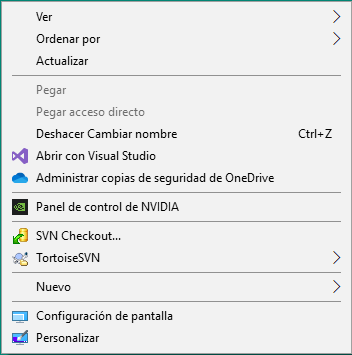 Ver
Ordenar por
Actualizar
Pegar
Pegar acceso directo
Deshacer Cambiar nombre Ctrl+Z
Abrir con Visual Studio
Administrar copias de seguridad de OneDrive
Panel de control de NVIDIA
SVN Checkout...
TortoiseSVN
Nuevo
Configuración de pantalla
Personalizar